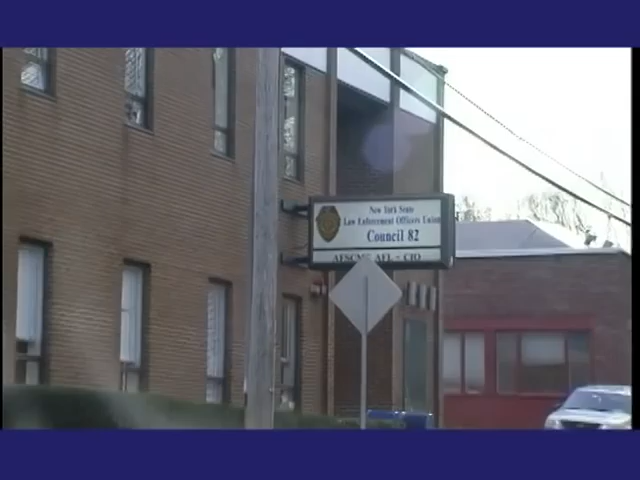 New York State
Law Enforcement Officers Union
Council 82
AFSCME AFL - CIO